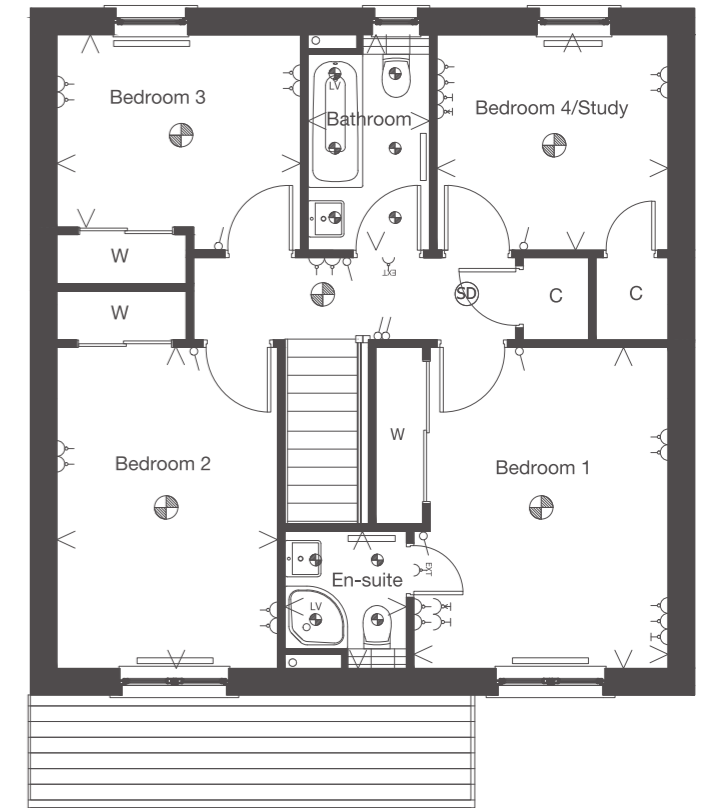 Bedroom 3
LV
Bathroom
Bedroom 4/Study
W
EXT
SD
C
C
W
W
Bedroom 2
Bedroom 1
En-suite
EXT
LV